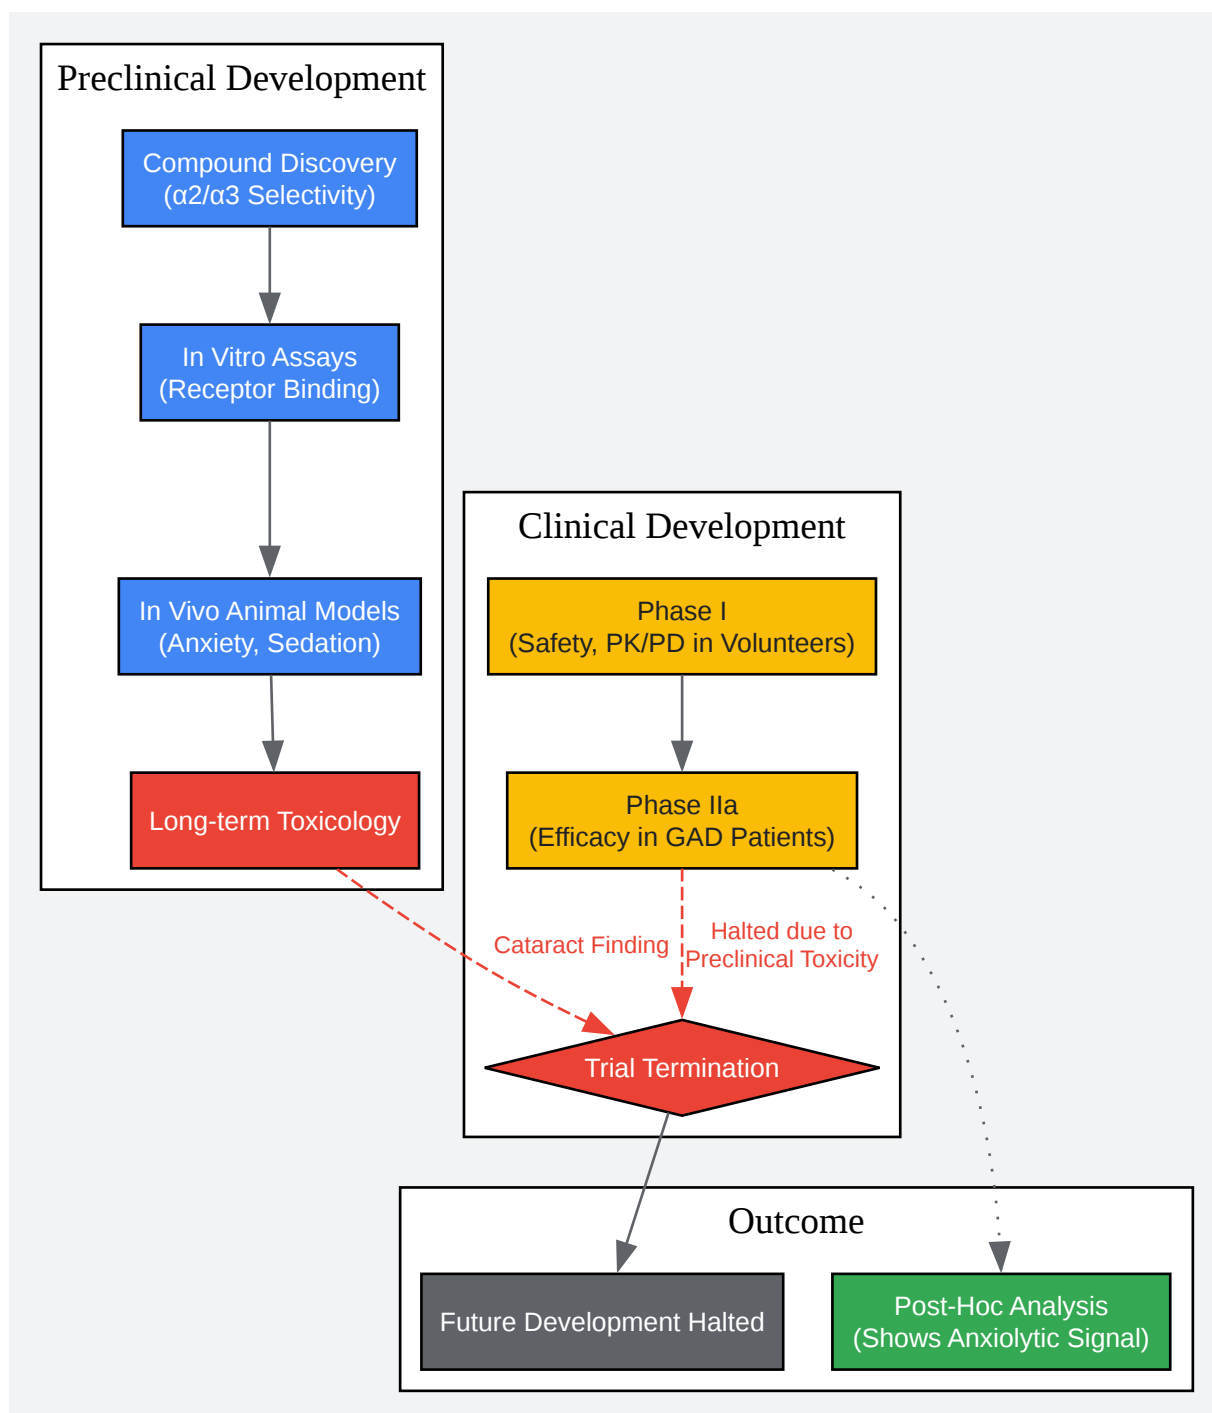 Preclinical Development
Compound Discovery
(α2/α3 Selectivity)
In Vitro Assays
(Receptor Binding)
In Vivo Animal Models
(Anxiety, Sedation)
Long-term Toxicology
Clinical Development
Phase I
(Safety, PK/PD in Volunteers)
Phase IIa
(Efficacy in GAD Patients)
Cataract Finding
Halted due to
Preclinical Toxicity
Trial Termination
Outcome
Future Development Halted
Post-Hoc Analysis
(Shows Anxiolytic Signal)